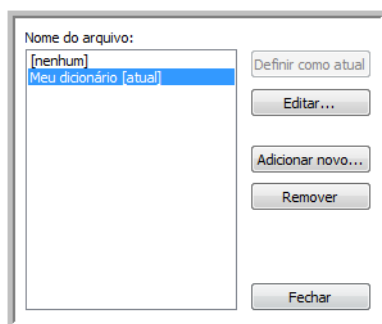 Nome do arquivo:
[nenhum]
Meu dicionário [atual]
Definir como atual
Editar...
Adicionar novo...
Remover
Fechar